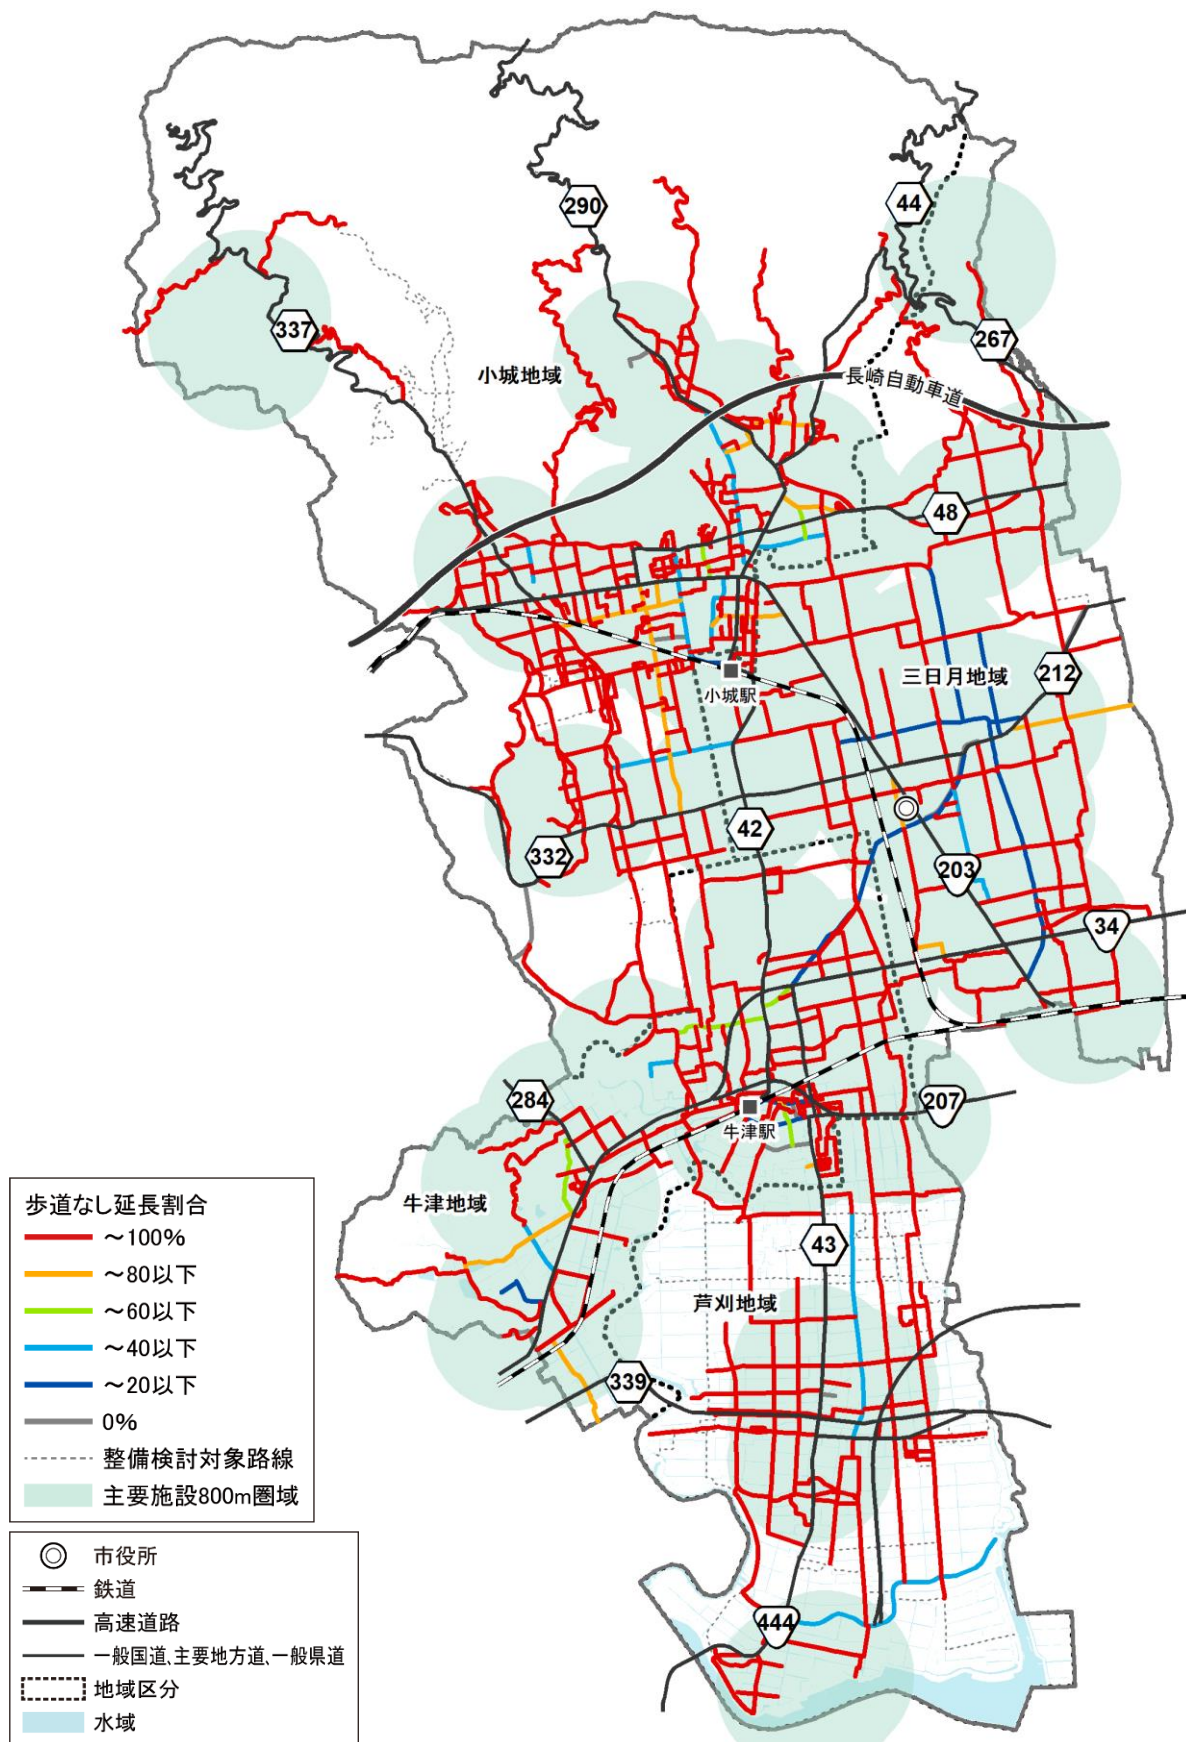 290
44
337
267
小城地域
長崎自動車道
48
三日月地域
212
小城駅
42
332
203
34
284
207
牛津駅
牛津地域
43
芦刈地域
339
444
歩道なし延長割合
～100%
～80以下
～60以下
～40以下
～20以下
0%
整備検討対象路線
主要施設800m圏域
市役所
鉄道
高速道路
一般国道、主要地方道、一般県道
地域区分
水域